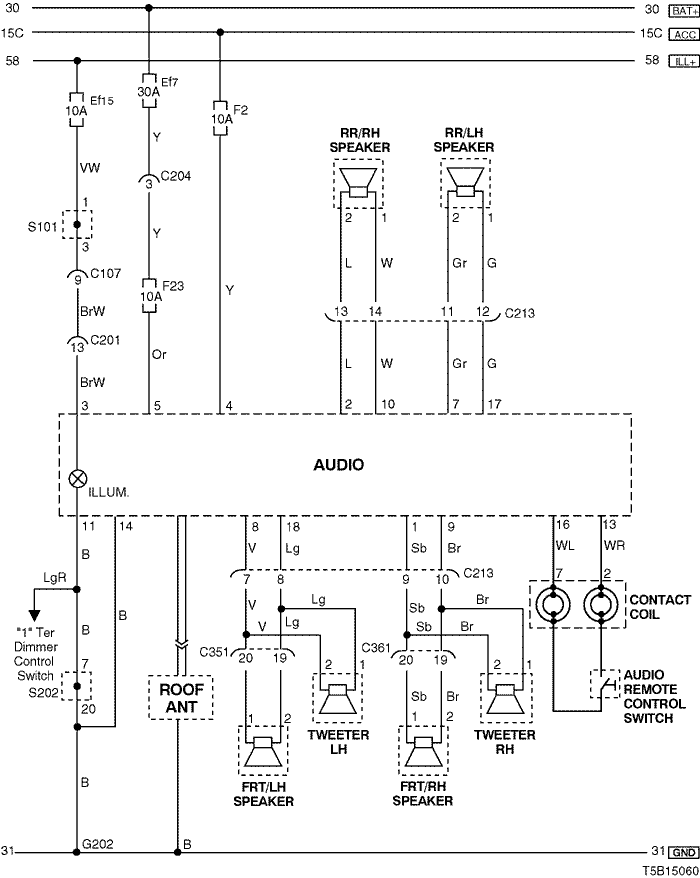 30 30 BAT+
15C 15C ACC
58 58 ILL+
Ef15 Ef7 F2
10A 30A 10A
RR/RH SPEAKER RR/LH SPEAKER
VW Y
3 C204
1 2 1 2 1
S101
3 Y
L W Gr G
9 C107
10A F23 Y
BrW 13 14 11 12 C213
13 C201
Or L W Gr G
BrW
3 5 4 2 10 7 17
AUDIO
ILLUM.
11 14 8 18 1 9 16 13
B V Lg Sb Br WL WR
LgR 7 8 9 10 C213 7 2
B V Lg Sb Br
CONTACT COIL
"1" Ter
Dimmer
Control
Switch
B V Lg Sb Br
C351 C361
7 20 19 2 1 20 19 2 1
S202
20
ROOF
ANT
Sb Br
AUDIO
REMOTE
CONTROL
SWITCH
1 2 1 2
TWEETER
LH
TWEETER
RH
B
FRT/LH
SPEAKER
FRT/RH
SPEAKER
31 G202 B 31 GND
T5B15060